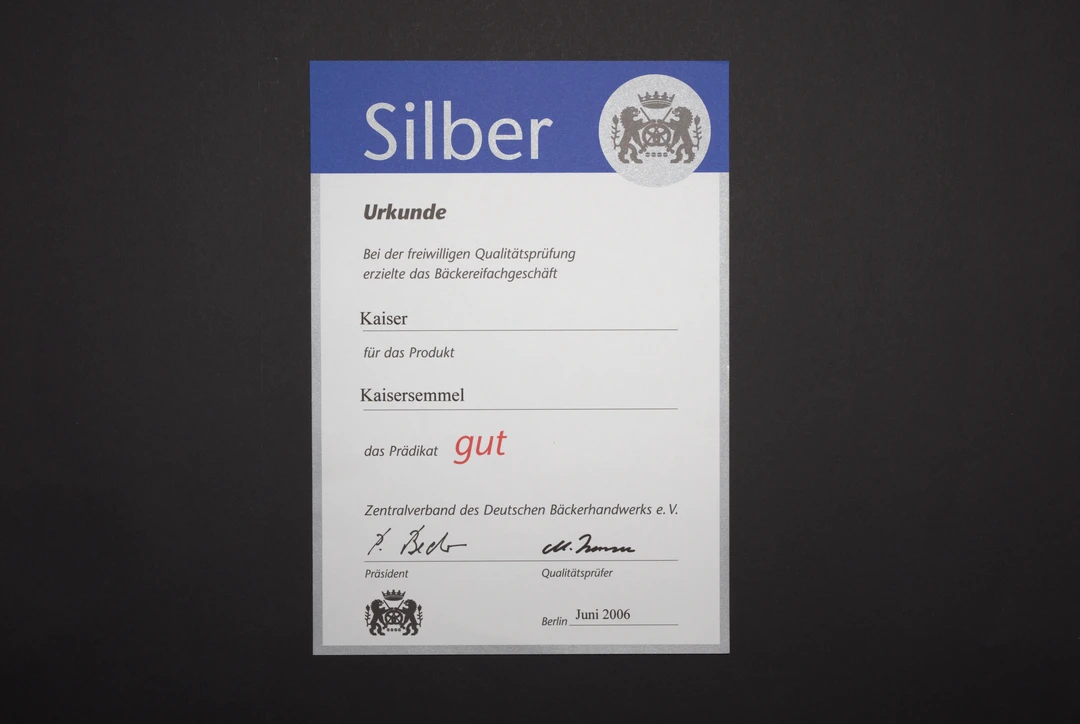 Silber
Urkunde
Bei der freiwilligen Qualitätsprüfung
erzielte das Bäckereifachgeschäft
Kaiser
für das Produkt
Kaisersemmel
das Prädikat gut
Zentralverband des Deutschen Bäckerhandwerks e. V.
Präsident Qualitätsprüfer
Berlin Juni 2006